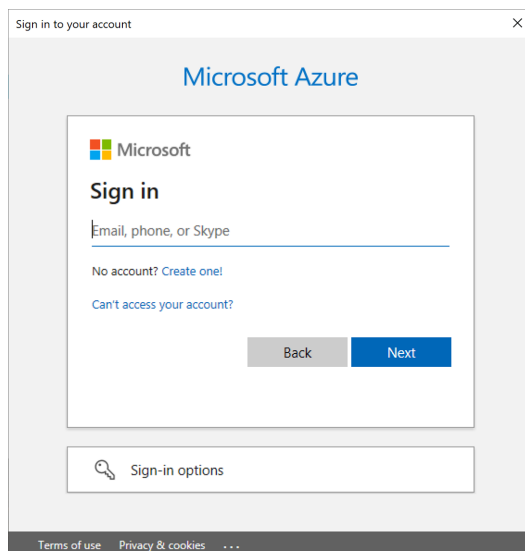 Sign in to your account
Microsoft Azure
Microsoft
Sign in
Email, phone, or Skype
No account? Create one!
Can't access your account?
Back Next
Sign-in options
Terms of use Privacy & cookies ...